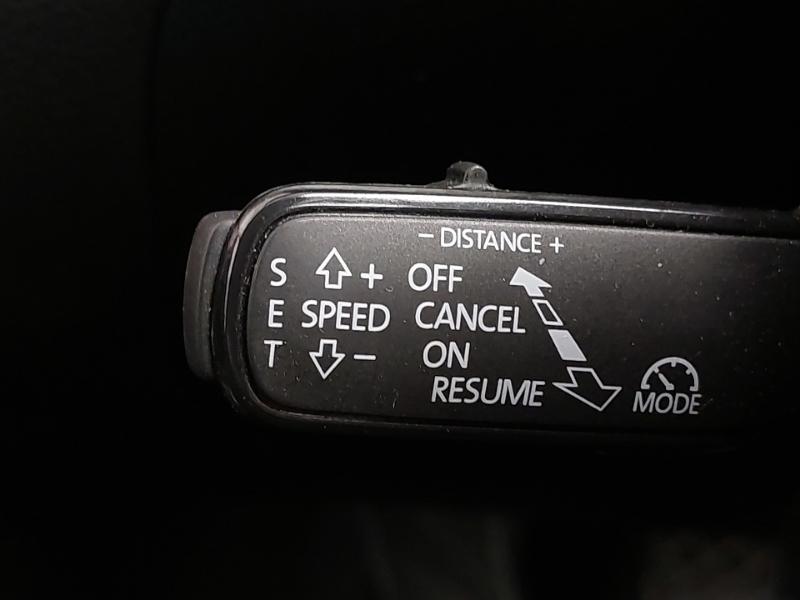 - DISTANCE +
S + OFF
E SPEED CANCEL
T - ON
RESUME
MODE